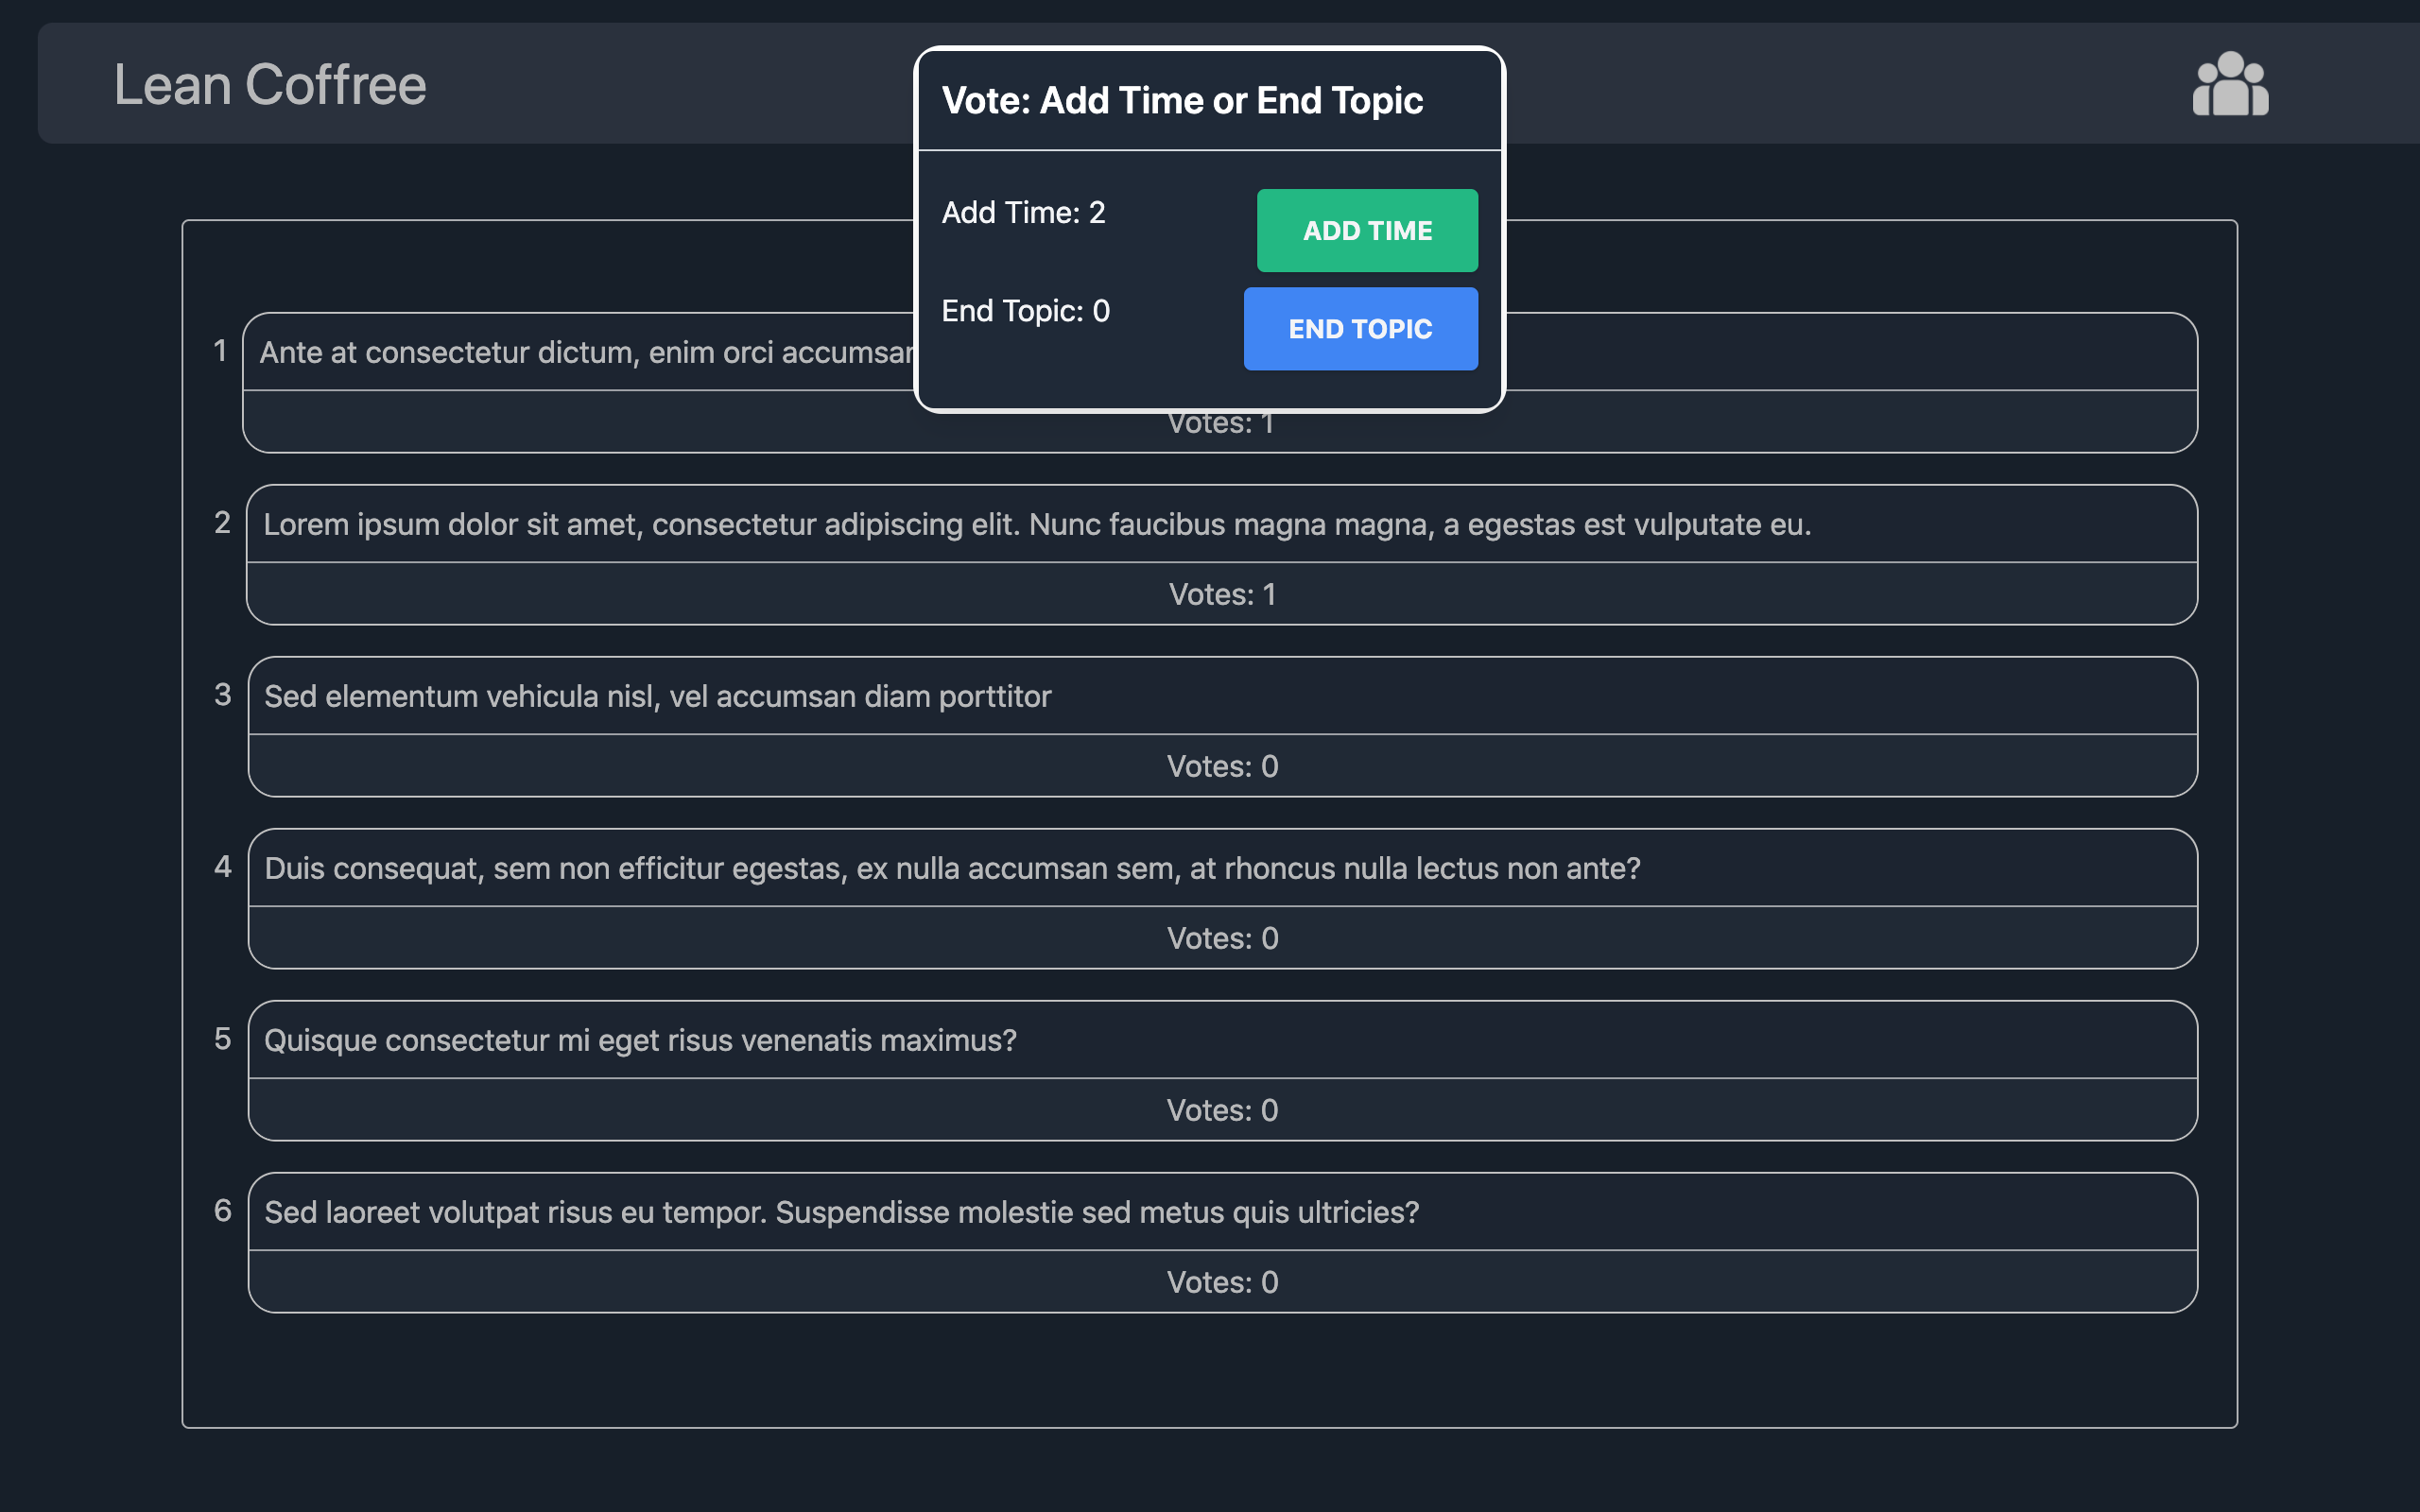 Lean Coffree
Vote: Add Time or End Topic
Add Time: 2
ADD TIME
End Topic: 0
END TOPIC
1
Ante at consectetur dictum, enim orci
Votes: 1
2
Lorem ipsum dolor sit amet, consectetur adipiscing elit. Nunc faucibus magna magna, a egestas est vulputate eu.
Votes: 1
3
Sed elementum vehicula nisl, vel accumsan diam porttitor
Votes: 0
4
Duis consequat, sem non efficitur egestas, ex nulla accumsan sem, at rhoncus nulla lectus non ante?
Votes: 0
5
Quisque consectetur mi eget risus venenatis maximus?
Votes: 0
6
Sed laoreet volutpat risus eu tempor. Suspendisse molestie sed metus quis ultricies?
Votes: 0